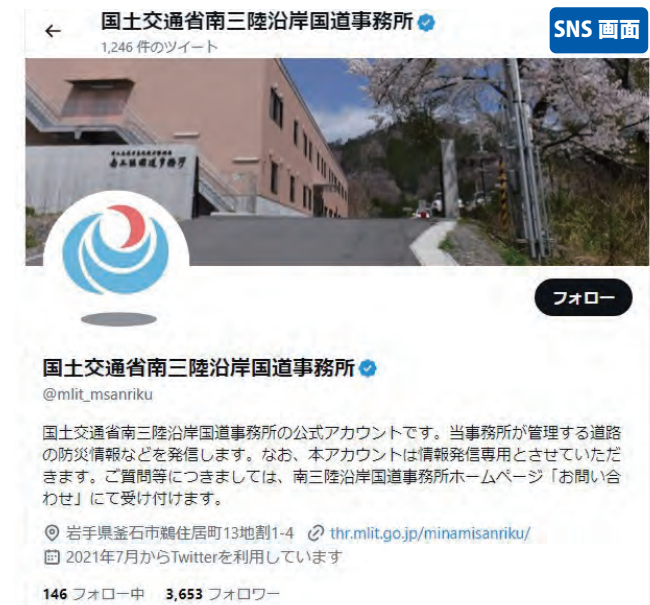 国土交通省南三陸沿岸国道事務所
SNS 画面
1,246 件のツイート
フォロー
国土交通省南三陸沿岸国道事務所
@mlit_msanriku
国土交通省南三陸沿岸国道事務所の公式アカウントです。当事務所が管理する道路
の防災情報などを発信します。なお、本アカウントは情報発信専用とさせていただ
きます。ご質問等につきましては、南三陸沿岸国道事務所ホームページ「お問い合
わせ」にて受け付けます。
岩手県釜石市鵜住居町13地割1-4 thr.mlit.go.jp/minamisanriku/
2021年7月からTwitterを利用しています
146 フォロー中 3,653 フォロワー